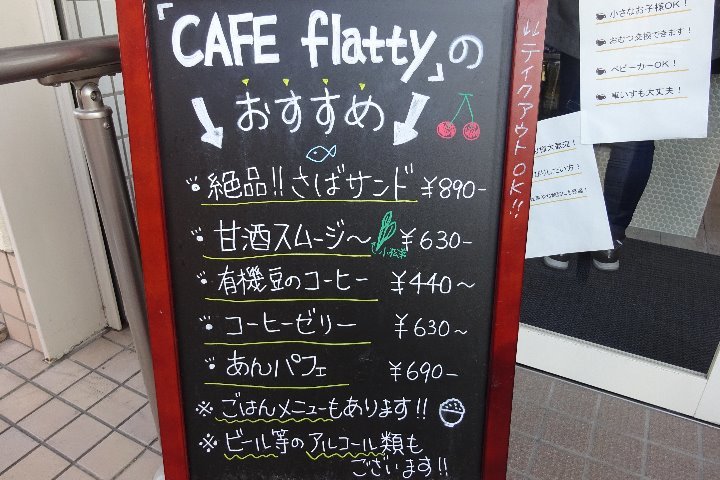 「CAFE flatty」の
おすすめ
絶品!! さばサンド ¥890-
甘酒スムージ〜 ¥630-
小松菜
有機豆のコーヒー ¥440〜
コーヒーゼリー ¥630〜
あんパフェ ¥690-
※ごはんメニューもあります!!
※ビール等のアルコール類も
ございます!!
テイクアウトOK!!
小さなお子様OK!
おむつ交換できます!
ベビーカーOK!
車いすも大丈夫!